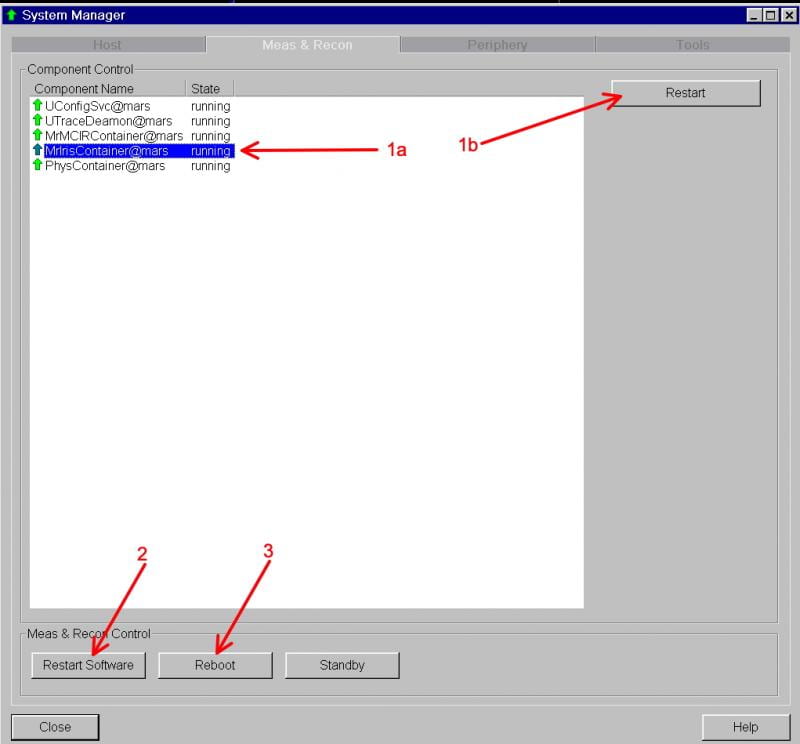 System Manager
Host Meas & Recon Periphery Tools
Component Control
Component Name State
UConfigSvc@mars running
UTraceDeamon@mars running
MrMCIRContainer@mars running
MrIrisContainer@mars running
PhysContainer@mars running
Restart
1a
1b
2
3
Meas & Recon Control
Restart Software Reboot Standby
Close Help